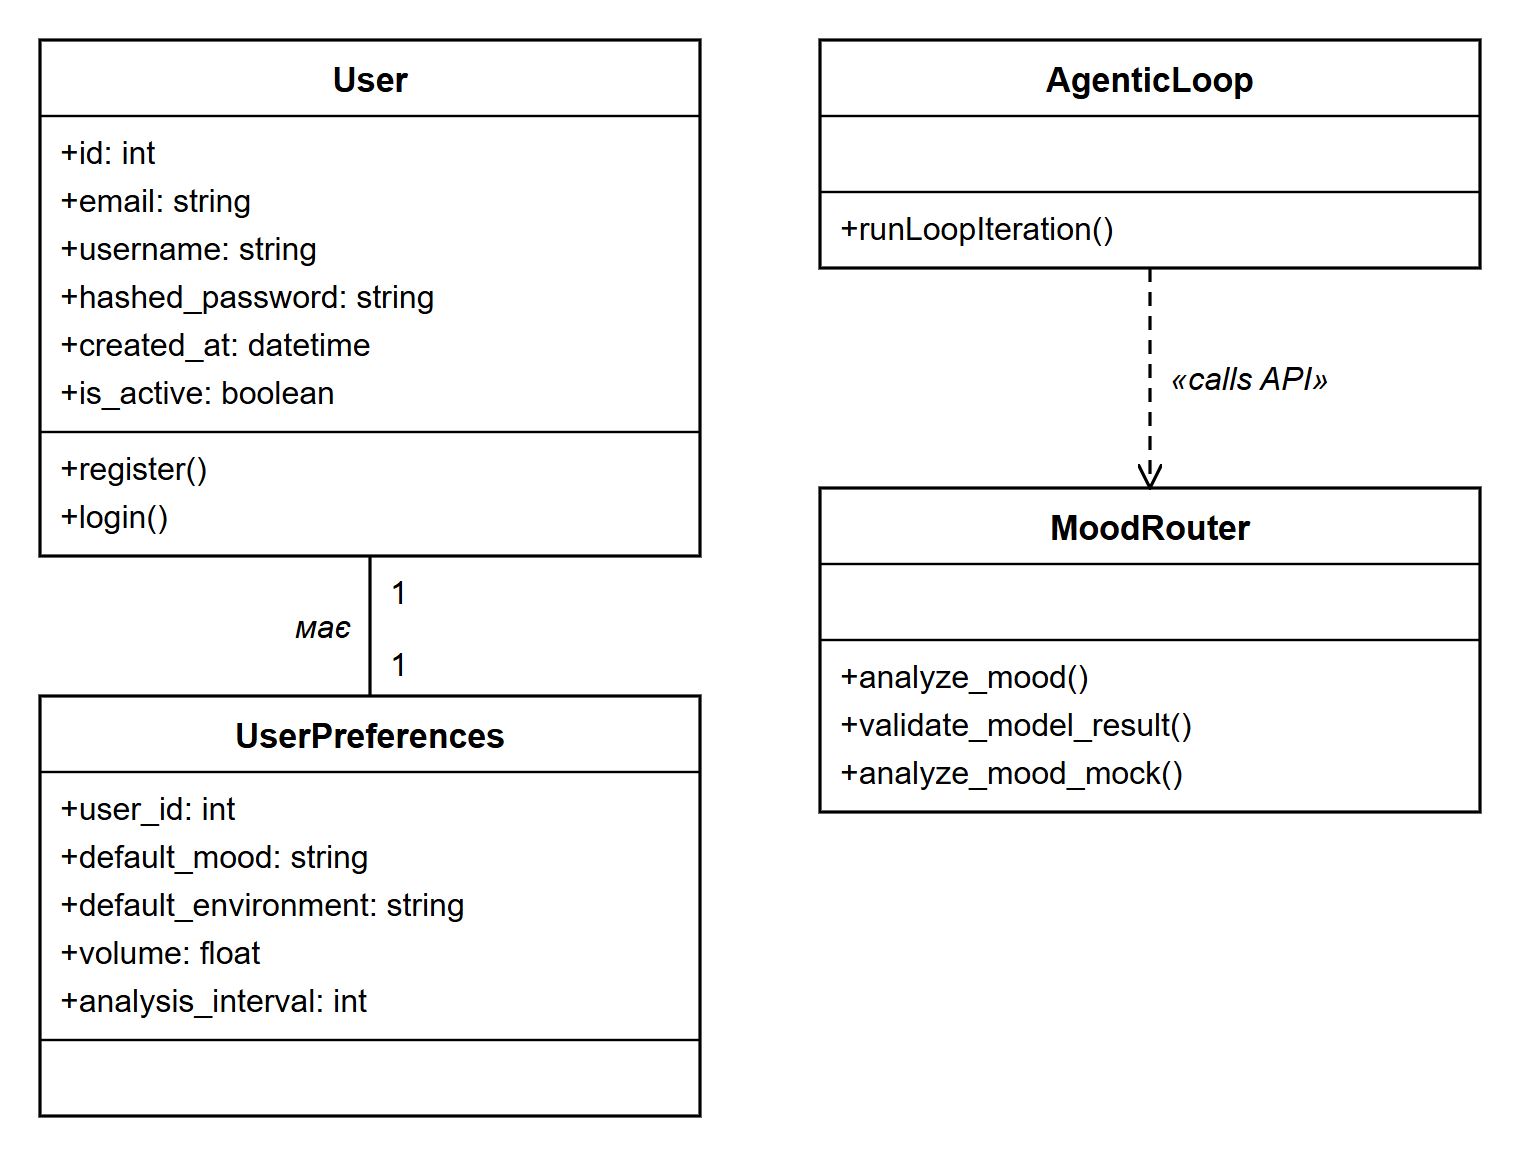 User
+id: int
+email: string
+username: string
+hashed_password: string
+created_at: datetime
+is_active: boolean
+register()
+login()
1
має
1
UserPreferences
+user_id: int
+default_mood: string
+default_environment: string
+volume: float
+analysis_interval: int
AgenticLoop
+runLoopIteration()
«calls API»
MoodRouter
+analyze_mood()
+validate_model_result()
+analyze_mood_mock()